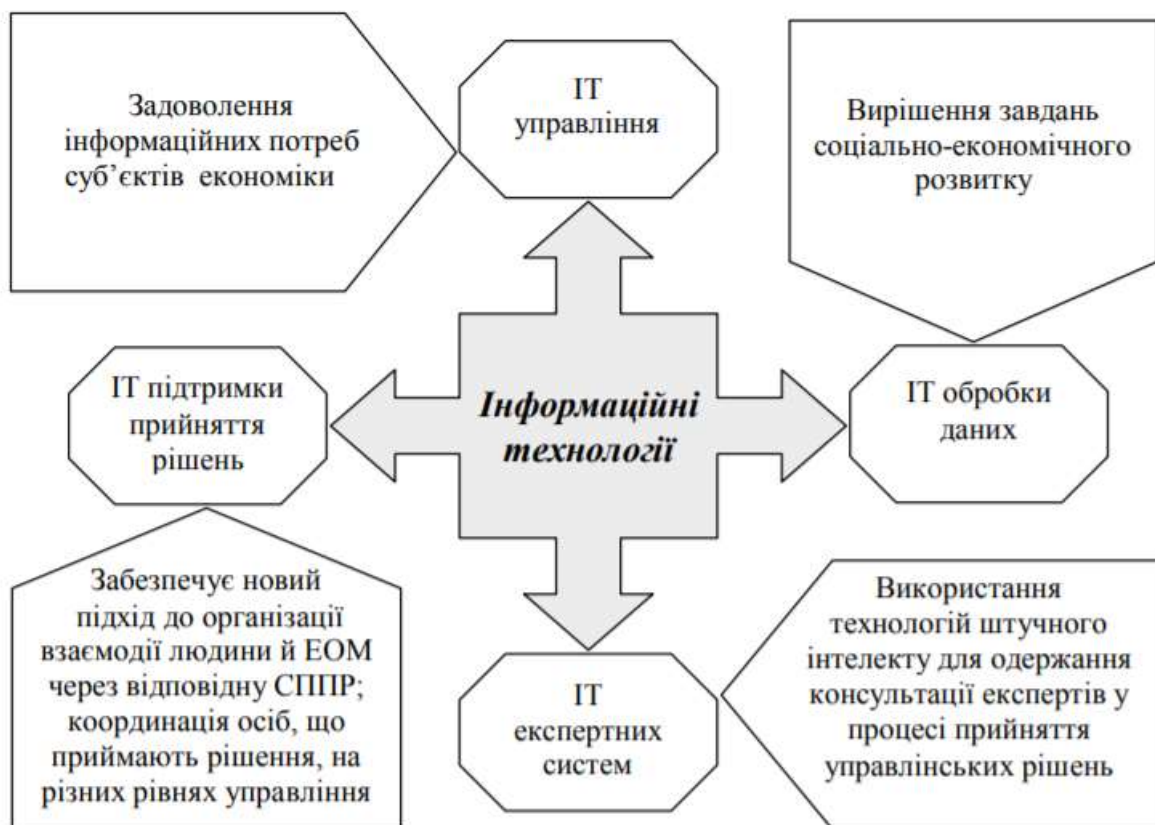 Задоволення
інформаційних потреб
суб’єктів економіки
ІТ
управління
Вирішення завдань
соціально-економічного
розвитку
ІТ підтримки
прийняття
рішень
Інформаційні
технології
ІТ обробки
даних
Забезпечує новий
підхід до організації
взаємодії людини й ЕОМ
через відповідну СППР;
координація осіб, що
приймають рішення, на
різних рівнях управління
ІТ
експертних
систем
Використання
технологій штучного
інтелекту для одержання
консультації експертів у
процесі прийняття
управлінських рішень